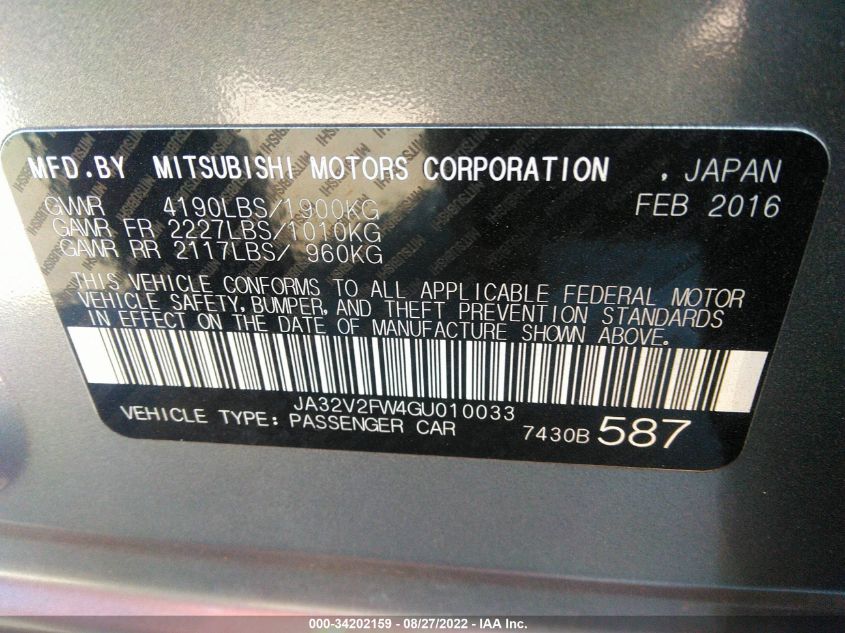 MFD.BY MITSUBISHI MOTORS CORPORATION , JAPAN
GVWR 4190LBS/1900KG FEB 2016
GAWR FR 2227LBS/1010KG
GAWR RR 2117LBS/ 960KG
THIS VEHICLE CONFORMS TO ALL APPLICABLE FEDERAL MOTOR
VEHICLE SAFETY, BUMPER, AND THEFT PREVENTION STANDARDS
IN EFFECT ON THE DATE OF MANUFACTURE SHOWN ABOVE.
JA32V2FW4GU010033
VEHICLE TYPE: PASSENGER CAR 7430B 587
000-34202159 - 08/27/2022 - IAA Inc.